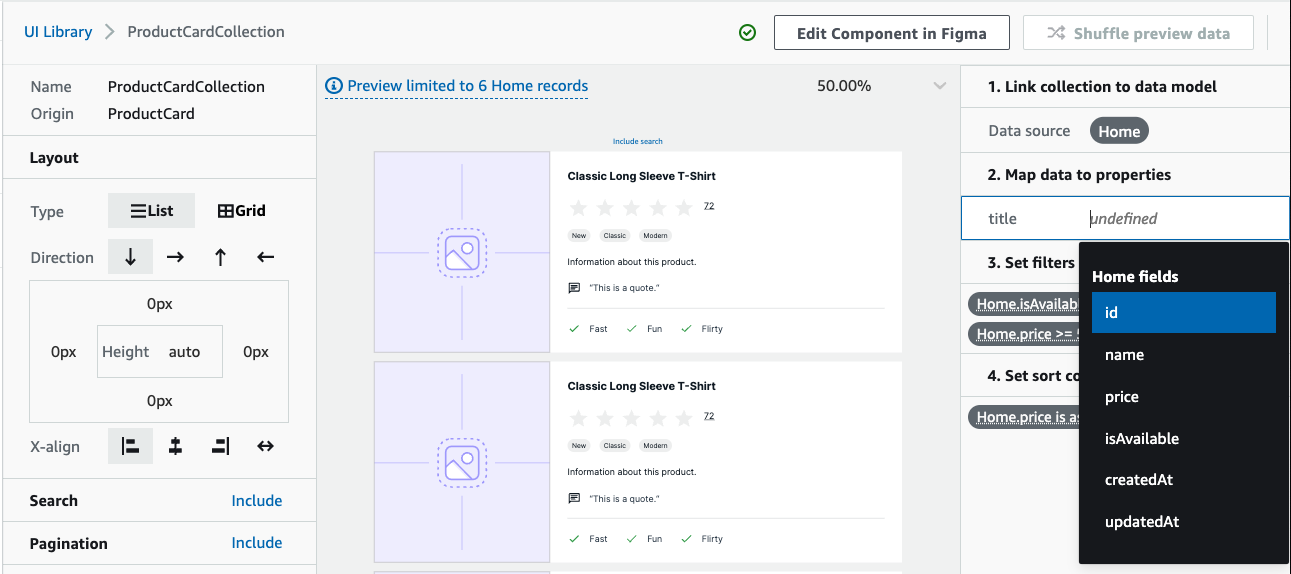 UI Library > ProductCardCollection
Edit Component in Figma
Shuffle preview data
Name ProductCardCollection
Origin ProductCard
Layout
Type List Grid
Direction
0px
0px Height auto 0px
0px
X-align
Search Include
Pagination Include
Preview limited to 6 Home records
50.00%
Include search
Classic Long Sleeve T-Shirt
72
New Classic Modern
Information about this product.
"This is a quote."
Fast Fun Flirty
Classic Long Sleeve T-Shirt
72
New Classic Modern
Information about this product.
"This is a quote."
Fast Fun Flirty
1. Link collection to data model
Data source Home
2. Map data to properties
title undefined
3. Set filters
Home.isAvailab
Home.price >=
4. Set sort co
Home.price is a
Home fields
id
name
price
isAvailable
createdAt
updatedAt